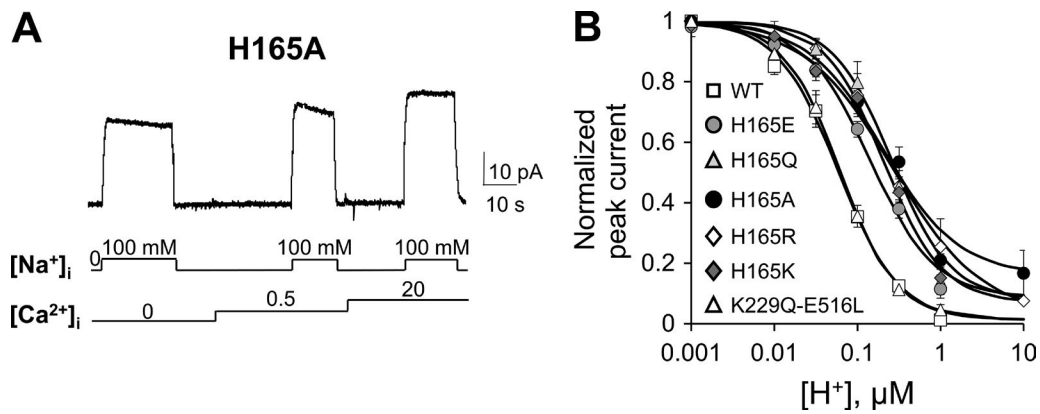 A
H165A
10 pA
10 s
[Na⁺]ᵢ
0
100 mM
100 mM
100 mM
[Ca²⁺]ᵢ
0
0.5
20
B
Normalized
peak current
1
0.8
0.6
0.4
0.2
0
WT
H165E
H165Q
H165A
H165R
H165K
K229Q-E516L
0.001
0.01
0.1
1
10
[H⁺], µM